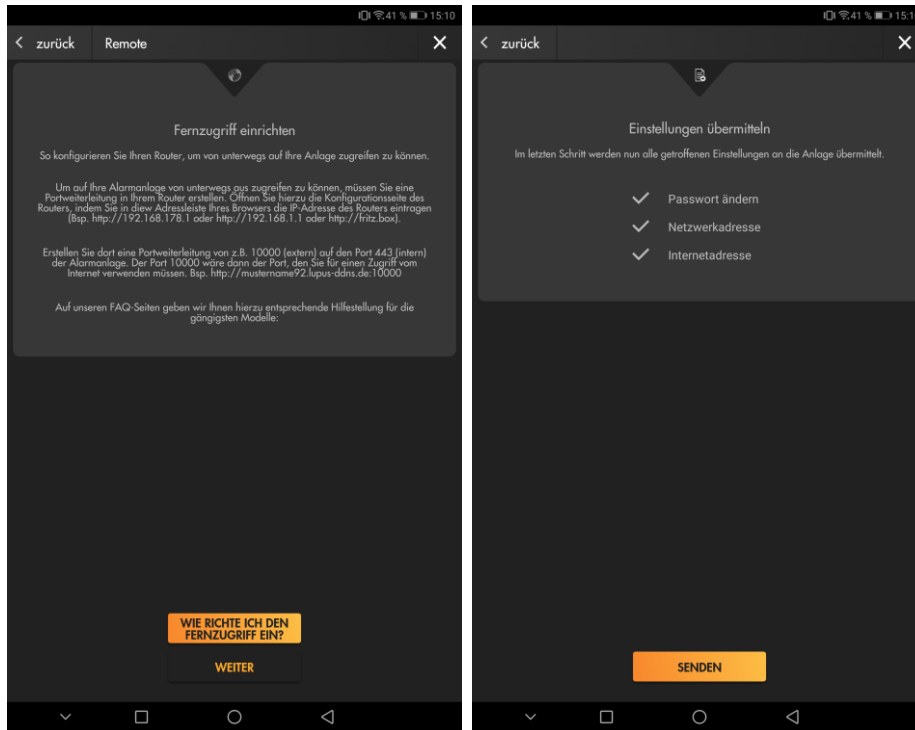 41 % 15:10
zurück Remote
Fernzugriff einrichten
So konfigurieren Sie Ihren Router, um von unterwegs auf Ihre Anlage zugreifen zu können.
Um auf Ihre Alarmanlage von unterwegs aus zugreifen zu können, müssen Sie eine
Portweiterleitung in Ihrem Router erstellen. Öffnen Sie hierzu die Konfigurationsseite des
Routers, indem Sie in diew Adressleiste Ihres Browsers die IP-Adresse des Routers eintragen
(Bsp. http://192.168.178.1 oder http://192.168.1.1 oder http://fritz.box).
Erstellen Sie dort eine Portweiterleitung von z.B. 10000 (extern) auf den Port 443 (intern)
der Alarmanlage. Der Port 10000 wäre dann der Port, den Sie für einen Zugriff vom
Internet verwenden müssen. Bsp. http://mustername92.lupus-ddns.de:10000
Auf unseren FAQ-Seiten geben wir Ihnen hierzu entsprechende Hilfestellung für die
gängigsten Modelle:
WIE RICHTE ICH DEN
FERNZUGRIFF EIN?
WEITER
41 % 15:1
zurück
Einstellungen übermitteln
Im letzten Schritt werden nun alle getroffenen Einstellungen an die Anlage übermittelt.
Passwort ändern
Netzwerkadresse
Internetadresse
SENDEN